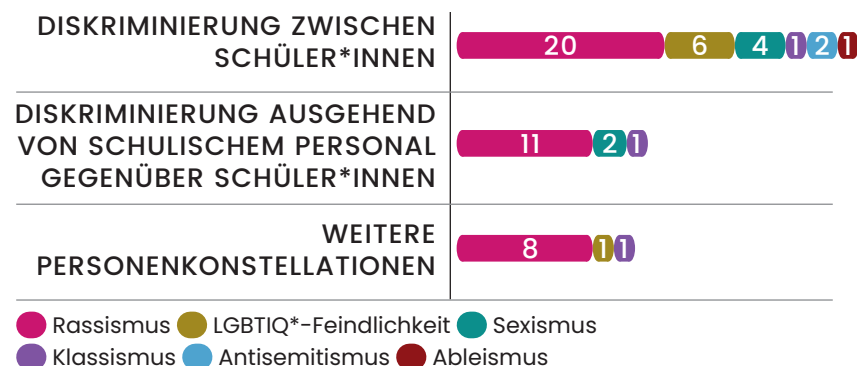 DISKRIMINIERUNG ZWISCHEN
SCHÜLER*INNEN
20 6 4 1 2 1
DISKRIMINIERUNG AUSGEHEND
VON SCHULISCHEM PERSONAL
GEGENÜBER SCHÜLER*INNEN
11 2 1
WEITERE
PERSONENKONSTELLATIONEN
8 1 1
Rassismus LGBTIQ*-Feindlichkeit Sexismus
Klassismus Antisemitismus Ableismus